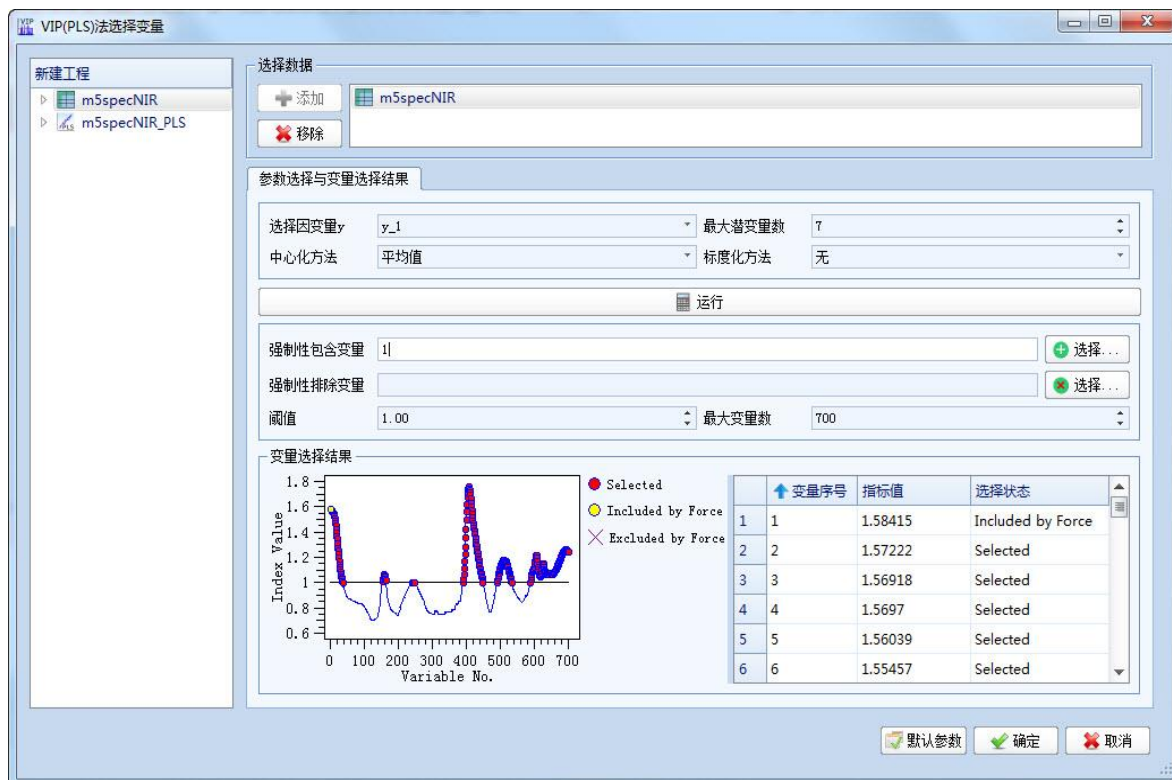 VIP(PLS)法选择变量
新建工程
m5specNIR
m5specNIR_PLS
选择数据
添加
m5specNIR
移除
参数选择与变量选择结果
选择因变量y y_1 最大潜变量数 7
中心化方法 平均值 标度化方法 无
运行
强制性包含变量 1 选择...
强制性排除变量 选择...
阈值 1.00 最大变量数 700
变量选择结果
1.8
1.6
1.4
1.2
1
0.8
0.6
Index Value
0 100 200 300 400 500 600 700
Variable No.
Selected
Included by Force
Excluded by Force
变量序号 指标值 选择状态
1 1 1.58415 Included by Force
2 2 1.57222 Selected
3 3 1.56918 Selected
4 4 1.5697 Selected
5 5 1.56039 Selected
6 6 1.55457 Selected
默认参数 确定 取消